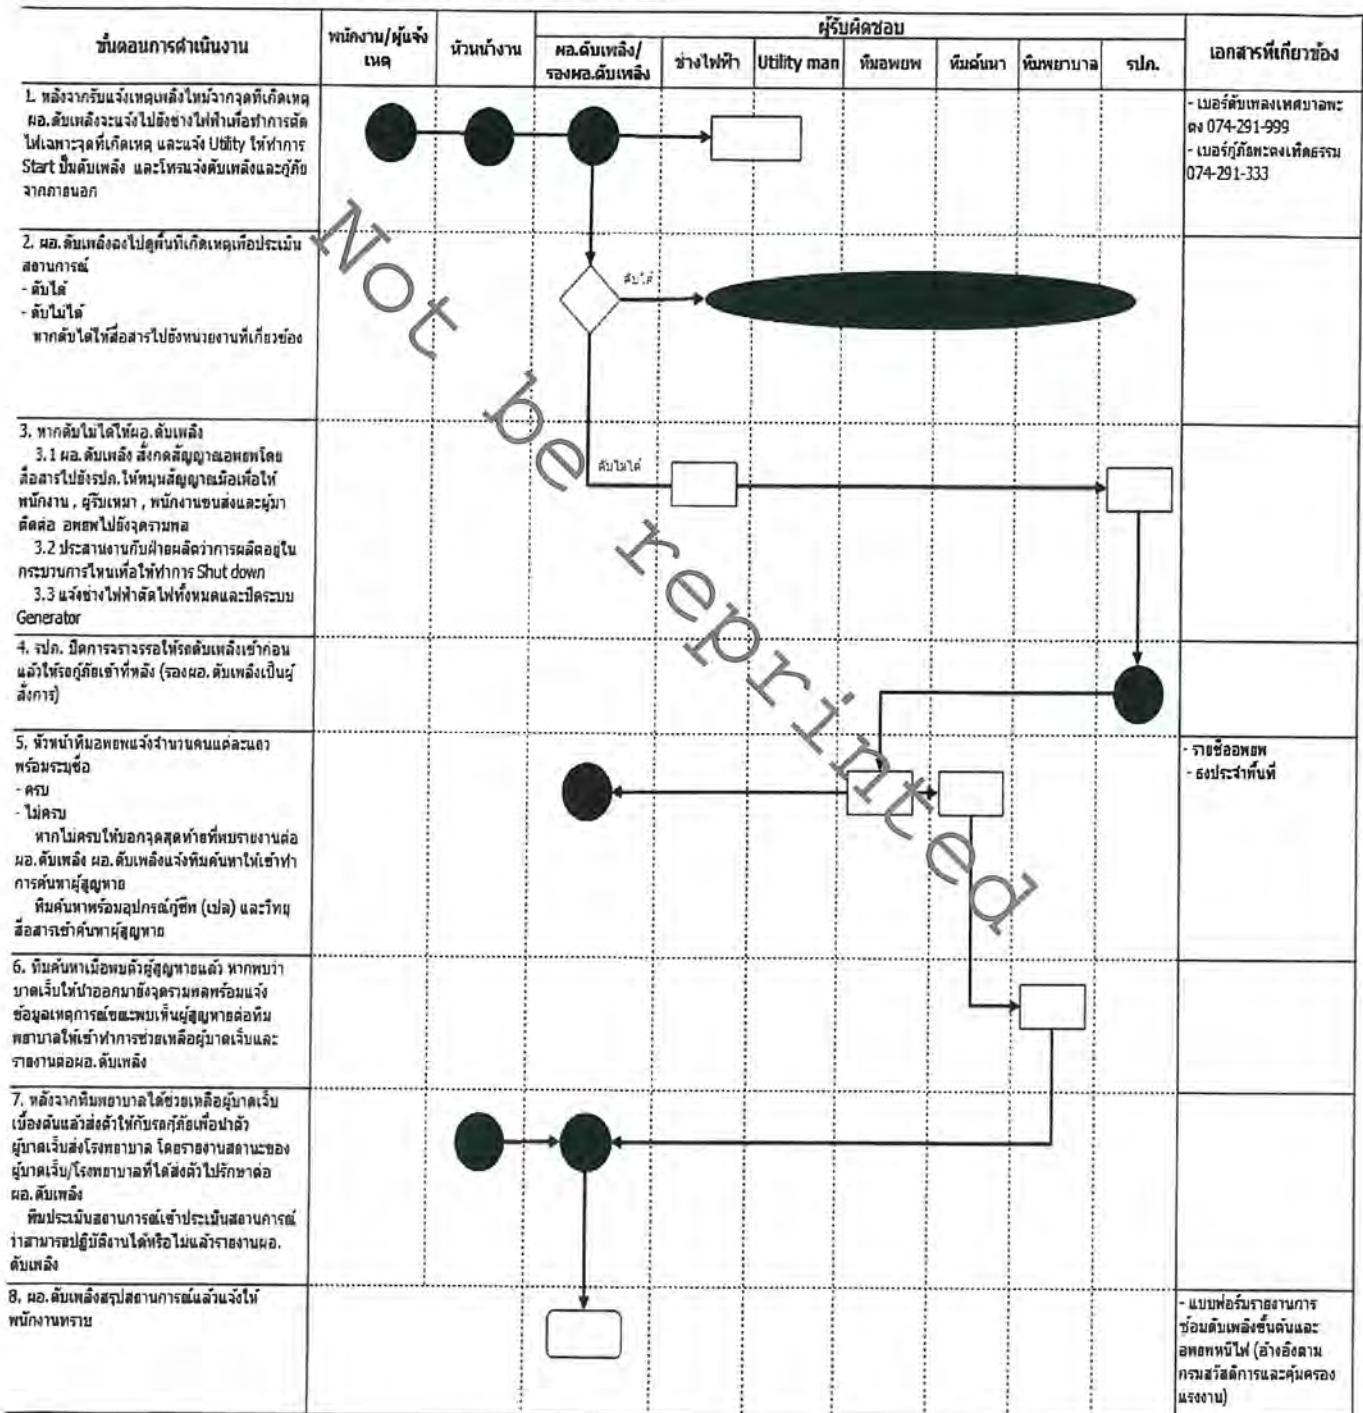 ขั้นตอนการดำเนินงาน
พนักงาน/ผู้แจ้ง
เหตุ
หัวหน้างาน
ผู้รับผิดชอบ
ผอ.ดับเพลิง/
รองผอ.ดับเพลิง
ช่างไฟฟ้า
Utility man
ทีมอพยพ
ทีมค้นหา
ทีมพยาบาล
รปภ.
เอกสารที่เกี่ยวข้อง
1. หลังจากรับแจ้งเหตุเพลิงไหม้จากจุดที่เกิดเหตุ
ผอ.ดับเพลิงจะแจ้งไปยังช่างไฟฟ้าเพื่อทำการตัด
ไฟเฉพาะจุดที่เกิดเหตุ และแจ้ง Utility ให้ทำการ
Start ปั๊มดับเพลิง และโทรแจ้งดับเพลิงและกู้ภัย
จากภายนอก
- เบอร์ดับเพลงเทศบาลพะ
ตง 074-291-999
- เบอร์กู้ภัยพะตงเทิดธรรม
074-291-333
2. ผอ.ดับเพลิงลงไปดูพื้นที่เกิดเหตุเพื่อประเมิน
สถานการณ์
- ดับได้
- ดับไม่ได้
หากดับได้ให้สื่อสารไปยังหน่วยงานที่เกี่ยวข้อง
ดับได้
3. หากดับไม่ได้ให้ผอ.ดับเพลิง
3.1 ผอ.ดับเพลิง สั่งกดสัญญาณอพยพโดย
สื่อสารไปยังรปภ.ให้หมุนสัญญาณมือเพื่อให้
พนักงาน , ผู้รับเหมา , พนักงานขนส่งและผู้มา
ติดต่อ อพยพไปยังจุดรวมพล
3.2 ประสานงานกับฝ่ายผลิตว่าการผลิตอยู่ใน
กระบวนการไหนเพื่อให้ทำการ Shut down
3.3 แจ้งช่างไฟฟ้าตัดไฟทั้งหมดและปิดระบบ
Generator
ดับไม่ได้
4. รปภ. ปิดการจราจรรอให้รถดับเพลิงเข้าก่อน
แล้วให้รถกู้ภัยเข้าทีหลัง (รองผอ.ดับเพลิงเป็นผู้
สั่งการ)
5. หัวหน้าทีมอพยพแจ้งจำนวนคนแต่ละแถว
พร้อมระบุชื่อ
- ครบ
- ไม่ครบ
หากไม่ครบให้บอกจุดสุดท้ายที่พบรายงานต่อ
ผอ.ดับเพลิง ผอ.ดับเพลิงแจ้งทีมค้นหาให้เข้าทำ
การค้นหาผู้สูญหาย
ทีมค้นหาพร้อมอุปกรณ์กู้ชีพ (เปล) และวิทยุ
สื่อสารเข้าค้นหาผู้สูญหาย
- รายชื่ออพยพ
- ธงประจำพื้นที่
6. ทีมค้นหาเมื่อพบตัวผู้สูญหายแล้ว หากพบว่า
บาดเจ็บให้นำออกมายังจุดรวมพลพร้อมแจ้ง
ข้อมูลเหตุการณ์ขณะพบเห็นผู้สูญหายต่อทีม
พยาบาลให้เข้าทำการช่วยเหลือผู้บาดเจ็บและ
รายงานต่อผอ.ดับเพลิง
7. หลังจากทีมพยาบาลได้ช่วยเหลือผู้บาดเจ็บ
เบื้องต้นแล้วส่งตัวให้กับรถกู้ภัยเพื่อนำตัว
ผู้บาดเจ็บส่งโรงพยาบาล โดยรายงานสถานะของ
ผู้บาดเจ็บ/โรงพยาบาลที่ได้ส่งตัวไปรักษาต่อ
ผอ.ดับเพลิง
ทีมประเมินสถานการณ์เข้าประเมินสถานการณ์
ว่าสามารถปฏิบัติงานได้หรือไม่แล้วรายงานผอ.
ดับเพลิง
8. ผอ.ดับเพลิงสรุปสถานการณ์แล้วแจ้งให้
พนักงานทราบ
- แบบฟอร์มรายงานการ
ซ้อมดับเพลิงขั้นต้นและ
อพยพหนีไฟ (อ้างอิงตาม
กรมสวัสดิการและคุ้มครอง
แรงงาน)
Not be reprinted